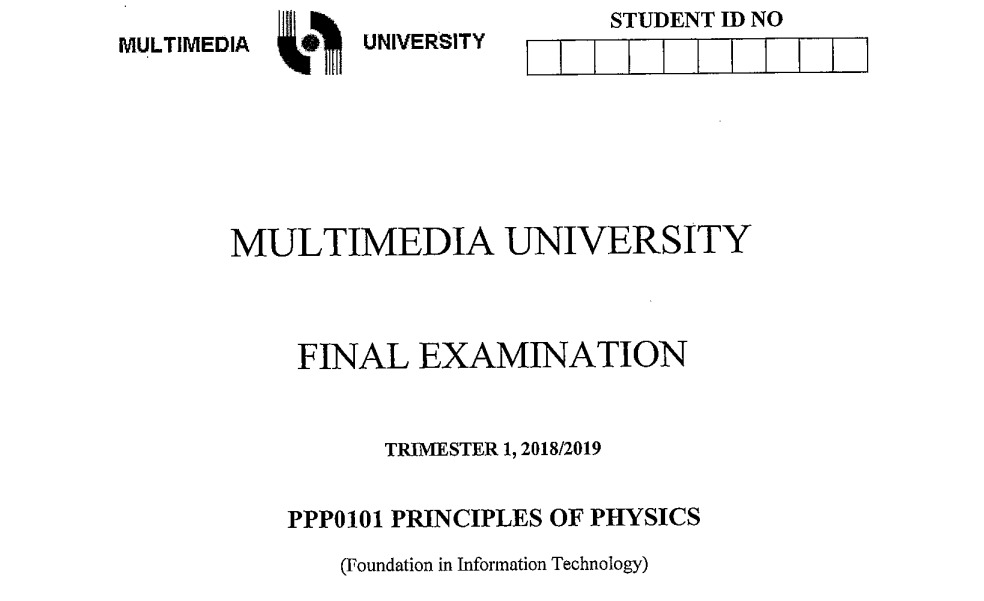 MULTIMEDIA UNIVERSITY
STUDENT ID NO
MULTIMEDIA UNIVERSITY
FINAL EXAMINATION
TRIMESTER 1, 2018/2019
PPP0101 PRINCIPLES OF PHYSICS
(Foundation in Information Technology)